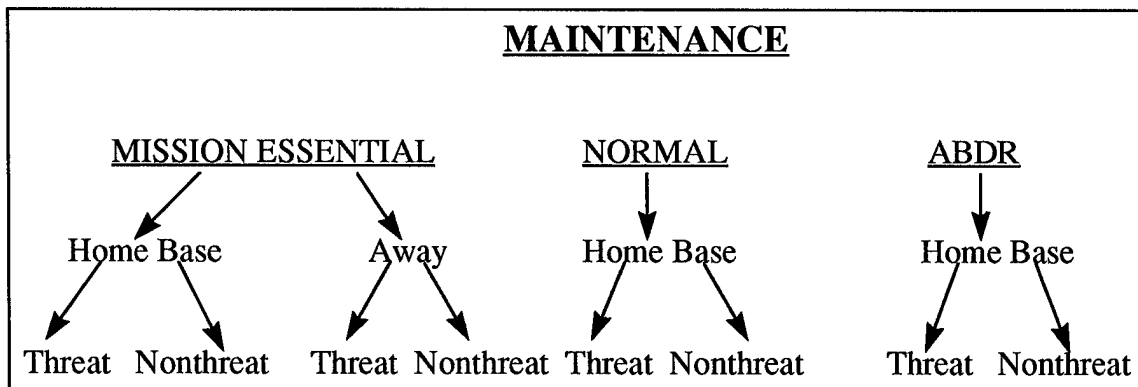 MAINTENANCE
MISSION ESSENTIAL NORMAL ABDR
Home Base Away Home Base Home Base
Threat Nonthreat Threat Nonthreat Threat Nonthreat Threat Nonthreat